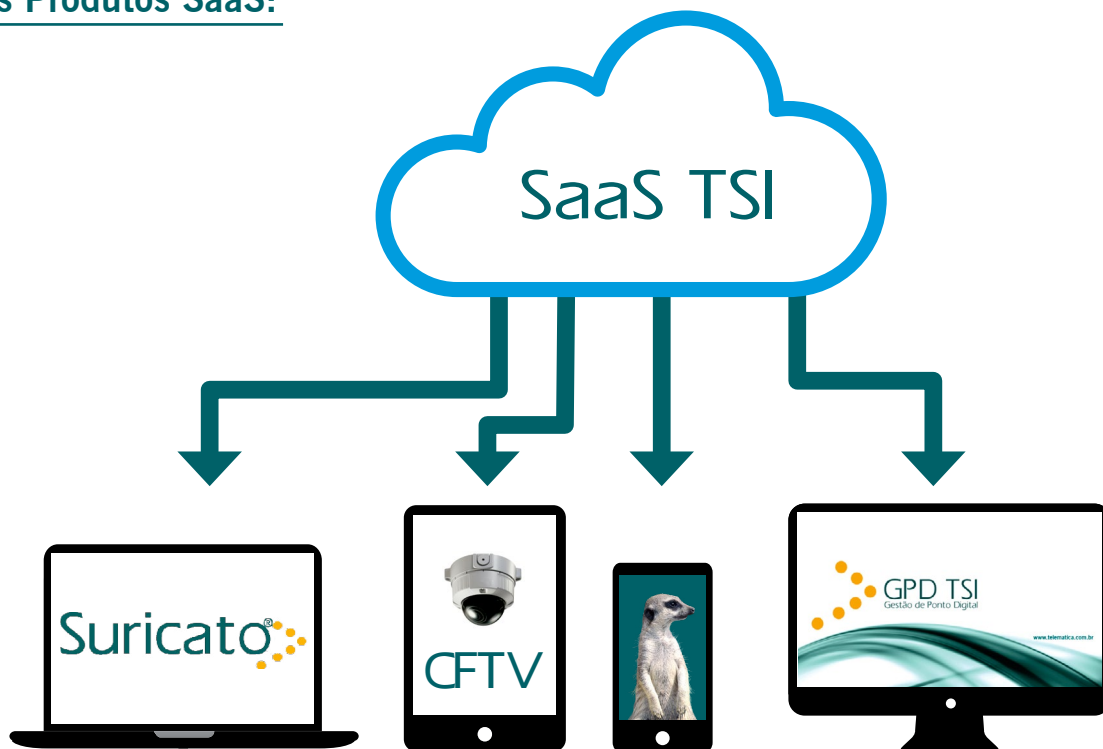 s Produtos SaaS:
SaaS TSI
Suricato®
CFTV
GPD TSI
Gestão de Ponto Digital
www.telematica.com.br